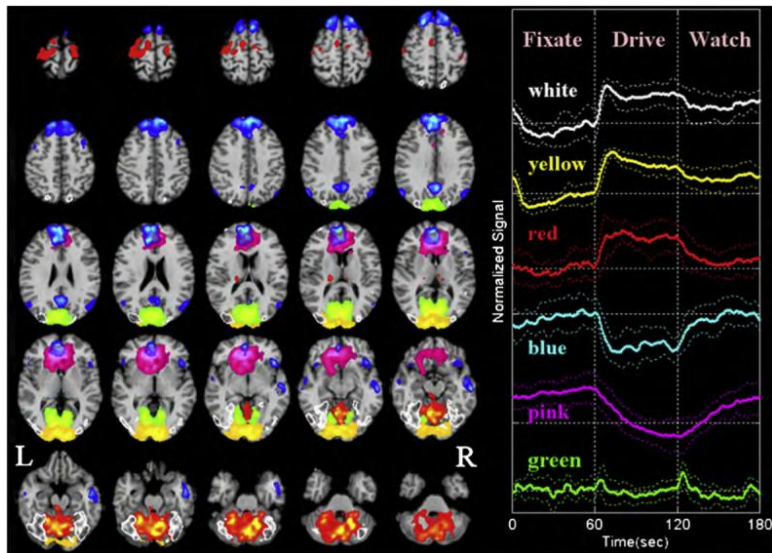 Fixate Drive Watch
white
yellow
red
blue
pink
green
Normalized Signal
L R
0 60 120 180
Time(sec)